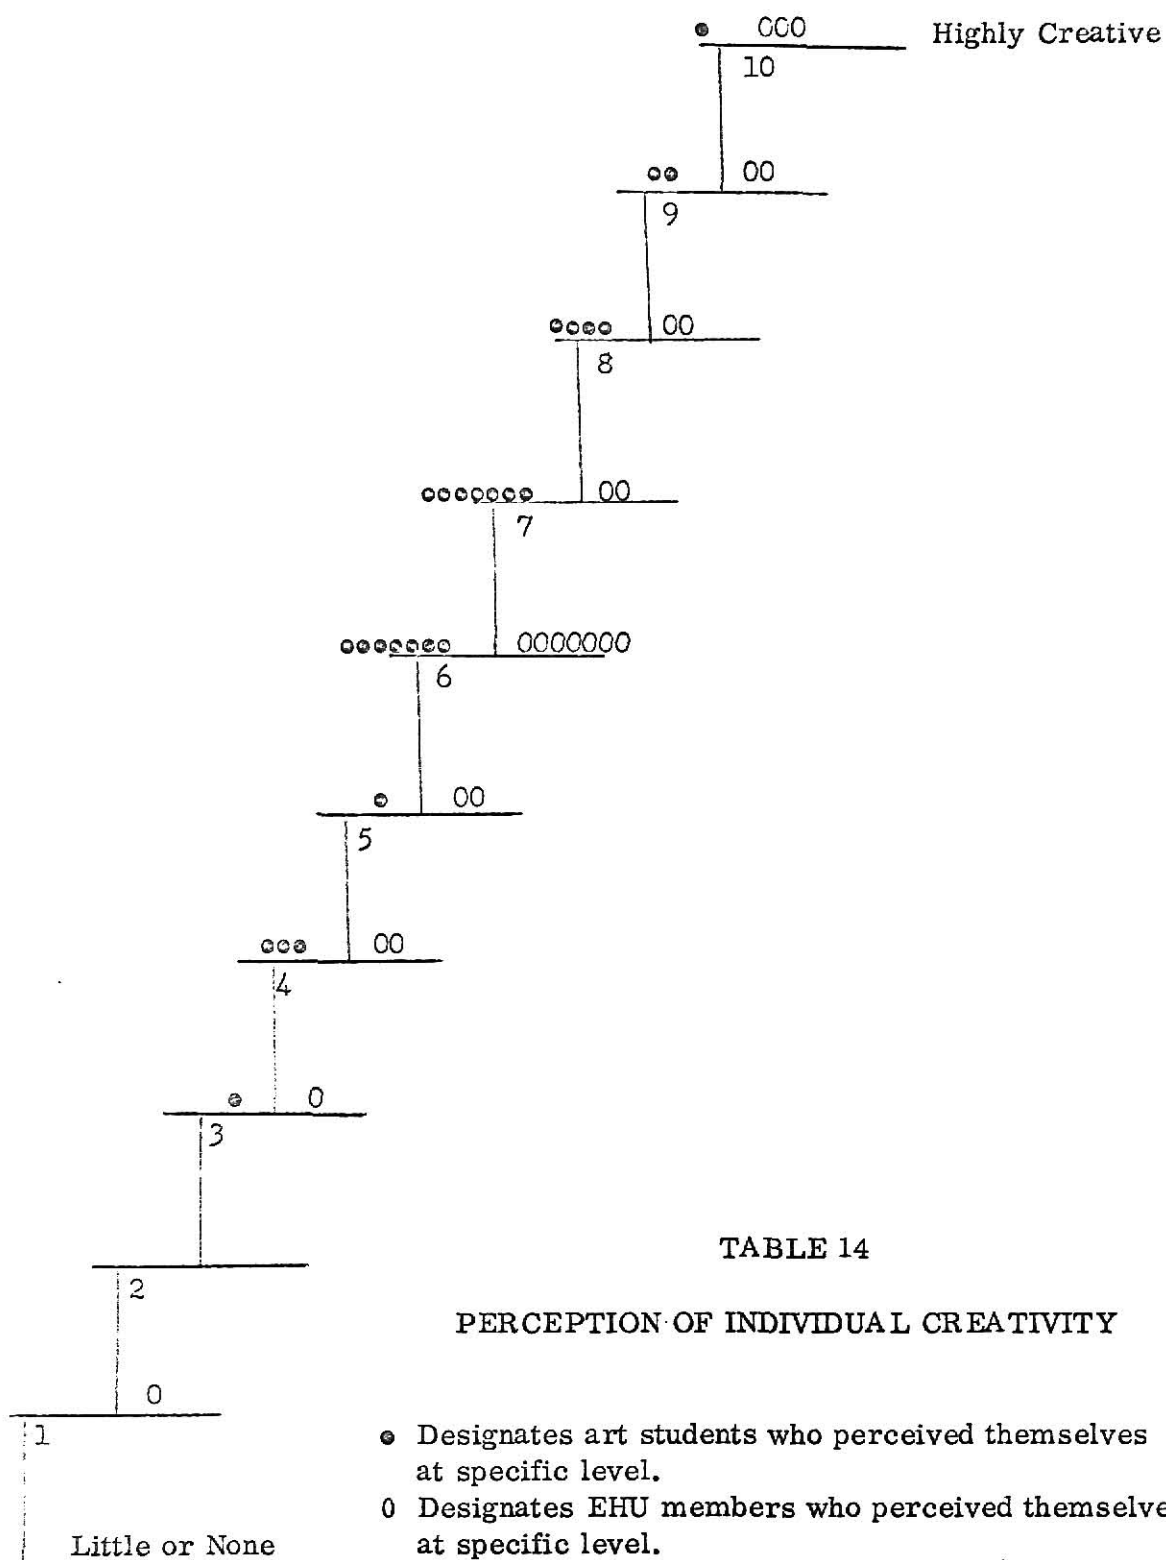 ● 000 Highly Creative
10
●● 00
9
●●●● 00
8
●●●●●●● 00
7
●●●●●●● 0000000
6
● 00
5
●●● 00
4
● 0
3
2
0
1
TABLE 14
PERCEPTION OF INDIVIDUAL CREATIVITY
● Designates art students who perceived themselves
at specific level.
0 Designates EHU members who perceived themselve
at specific level.
Little or None